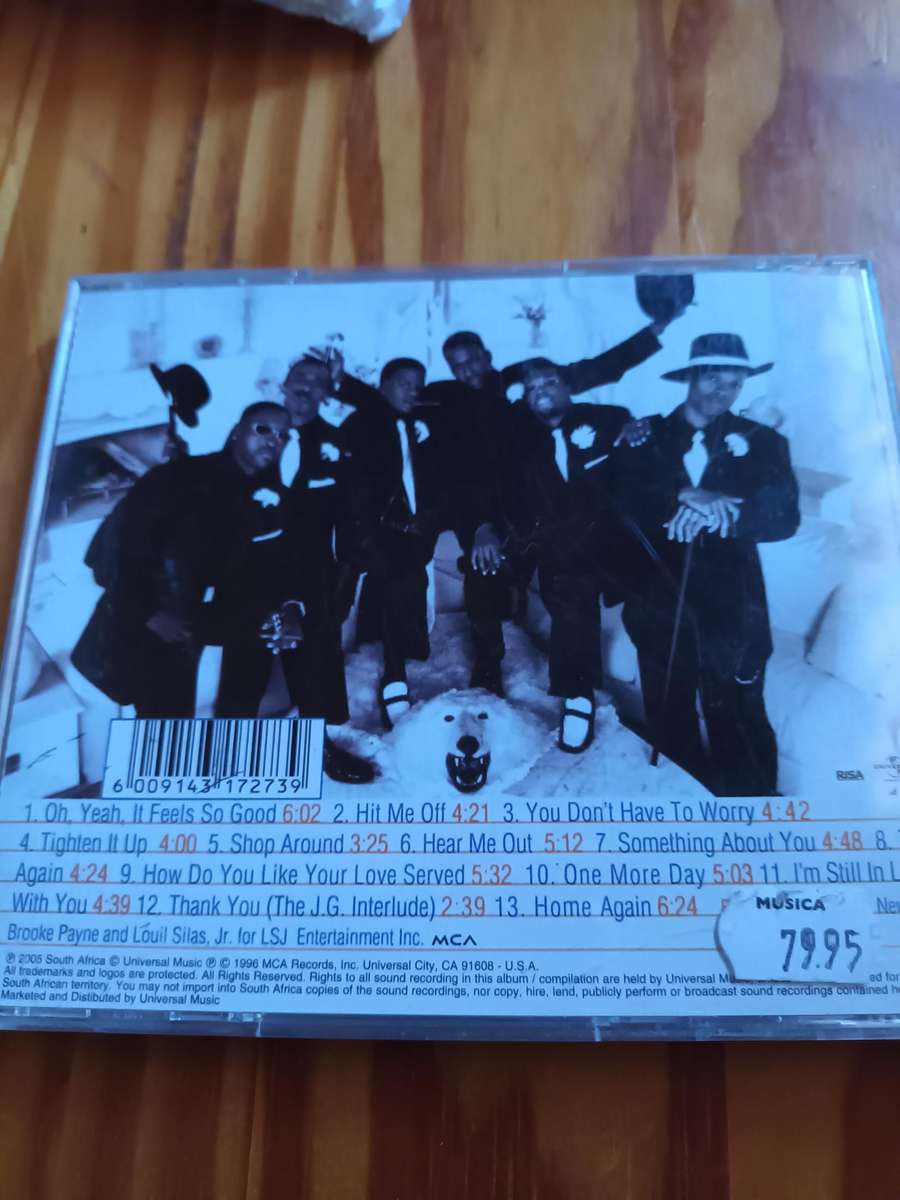 RISA
6 009143 172739
1. Oh, Yeah, It Feels So Good 6:02 2. Hit Me Off 4:21 3. You Don't Have To Worry 4:42
4. Tighten It Up 4:00 5. Shop Around 3:25 6. Hear Me Out 5:12 7. Something About You 4:48 8.
Again 4:24 9. How Do You Like Your Love Served 5:32 10. One More Day 5:03 11. I'm Still In L
With You 4:39 12. Thank You (The J.G. Interlude) 2:39 13. Home Again 6:24
MUSICA
79.95
Brooke Payne and Louil Silas, Jr. for LSJ Entertainment Inc. MCA
℗ 2005 South Africa © Universal Music ℗ © 1996 MCA Records, Inc. Universal City, CA 91608 - U.S.A.
All trademarks and logos are protected. All Rights Reserved. Rights to all sound recording in this album / compilation are held by Universal ed for
South African territory. You may not import into South Africa copies of the sound recordings, nor copy, hire, lend, publicly perform or broadcast sound recordings contained
Marketed and Distibuted by Universal Music